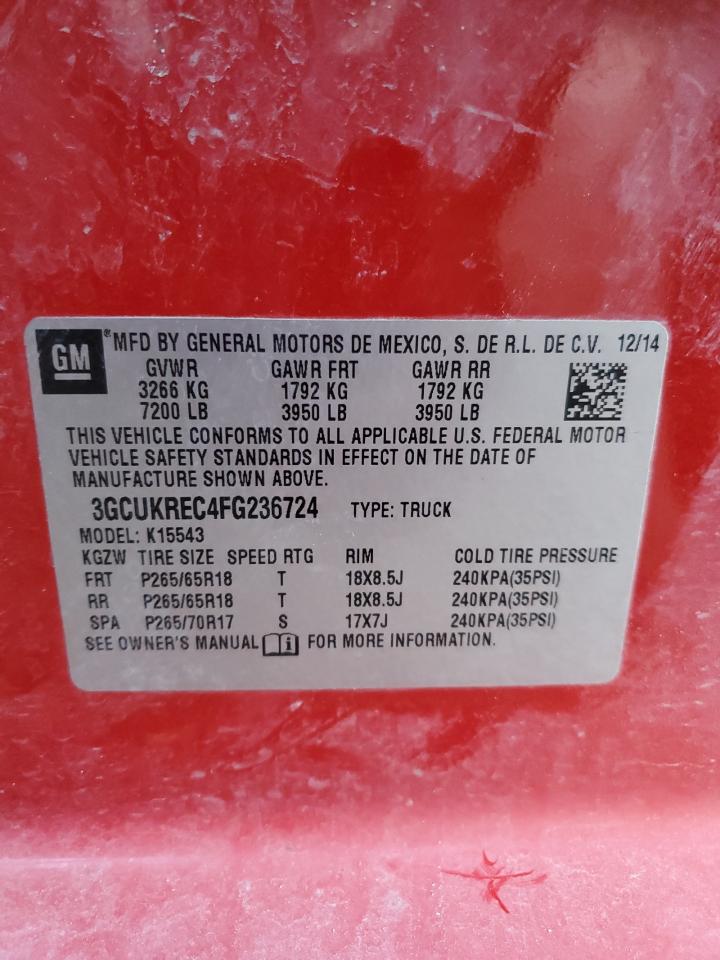 GM ® MFD BY GENERAL MOTORS DE MEXICO, S. DE R.L. DE C.V. 12/14
GVWR GAWR FRT GAWR RR
3266 KG 1792 KG 1792 KG
7200 LB 3950 LB 3950 LB
THIS VEHICLE CONFORMS TO ALL APPLICABLE U.S. FEDERAL MOTOR
VEHICLE SAFETY STANDARDS IN EFFECT ON THE DATE OF
MANUFACTURE SHOWN ABOVE.
3GCUKREC4FG236724 TYPE: TRUCK
MODEL: K15543
KGZW TIRE SIZE SPEED RTG RIM COLD TIRE PRESSURE
FRT P265/65R18 T 18X8.5J 240KPA(35PSI)
RR P265/65R18 T 18X8.5J 240KPA(35PSI)
SPA P265/70R17 S 17X7J 240KPA(35PSI)
SEE OWNER'S MANUAL i FOR MORE INFORMATION.